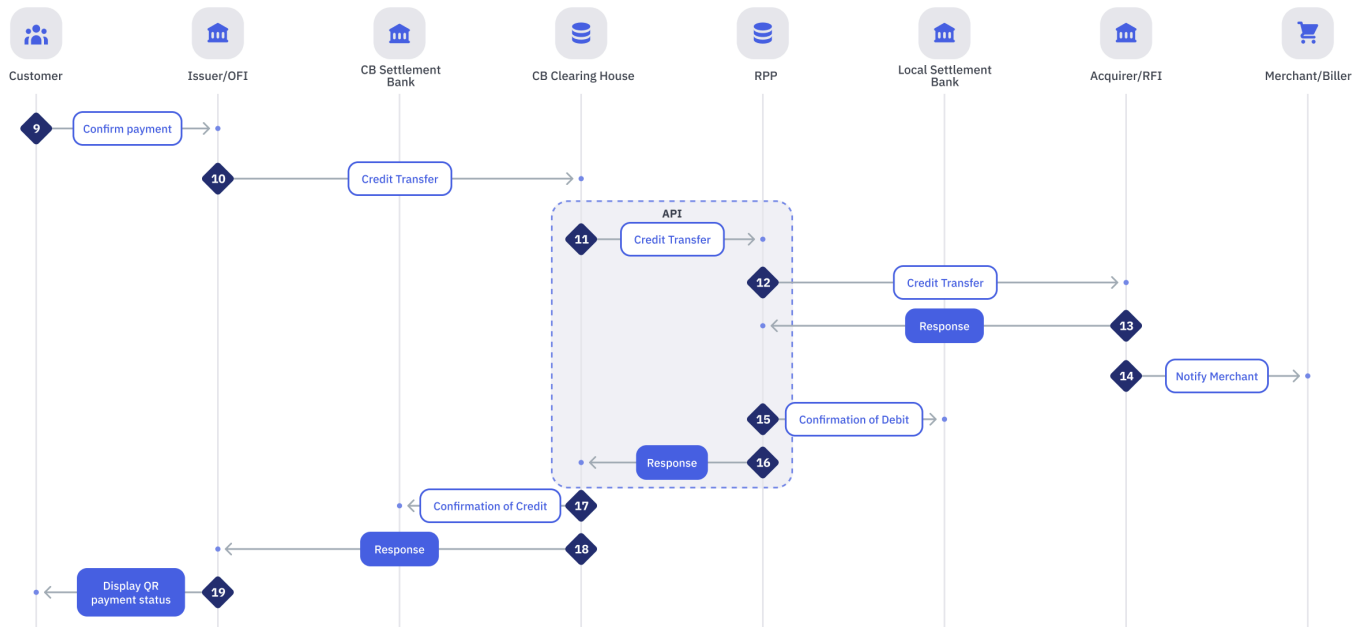 Customer
Issuer/OFI
CB Settlement
Bank
CB Clearing House
RPP
Local Settlement
Bank
Acquirer/RFI
Merchant/Biller
9
Confirm payment
10
Credit Transfer
API
11
Credit Transfer
12
Credit Transfer
Response
13
14
Notify Merchant
15
Confirmation of Debit
Response
16
Confirmation of Credit
17
Response
18
Display QR
payment status
19